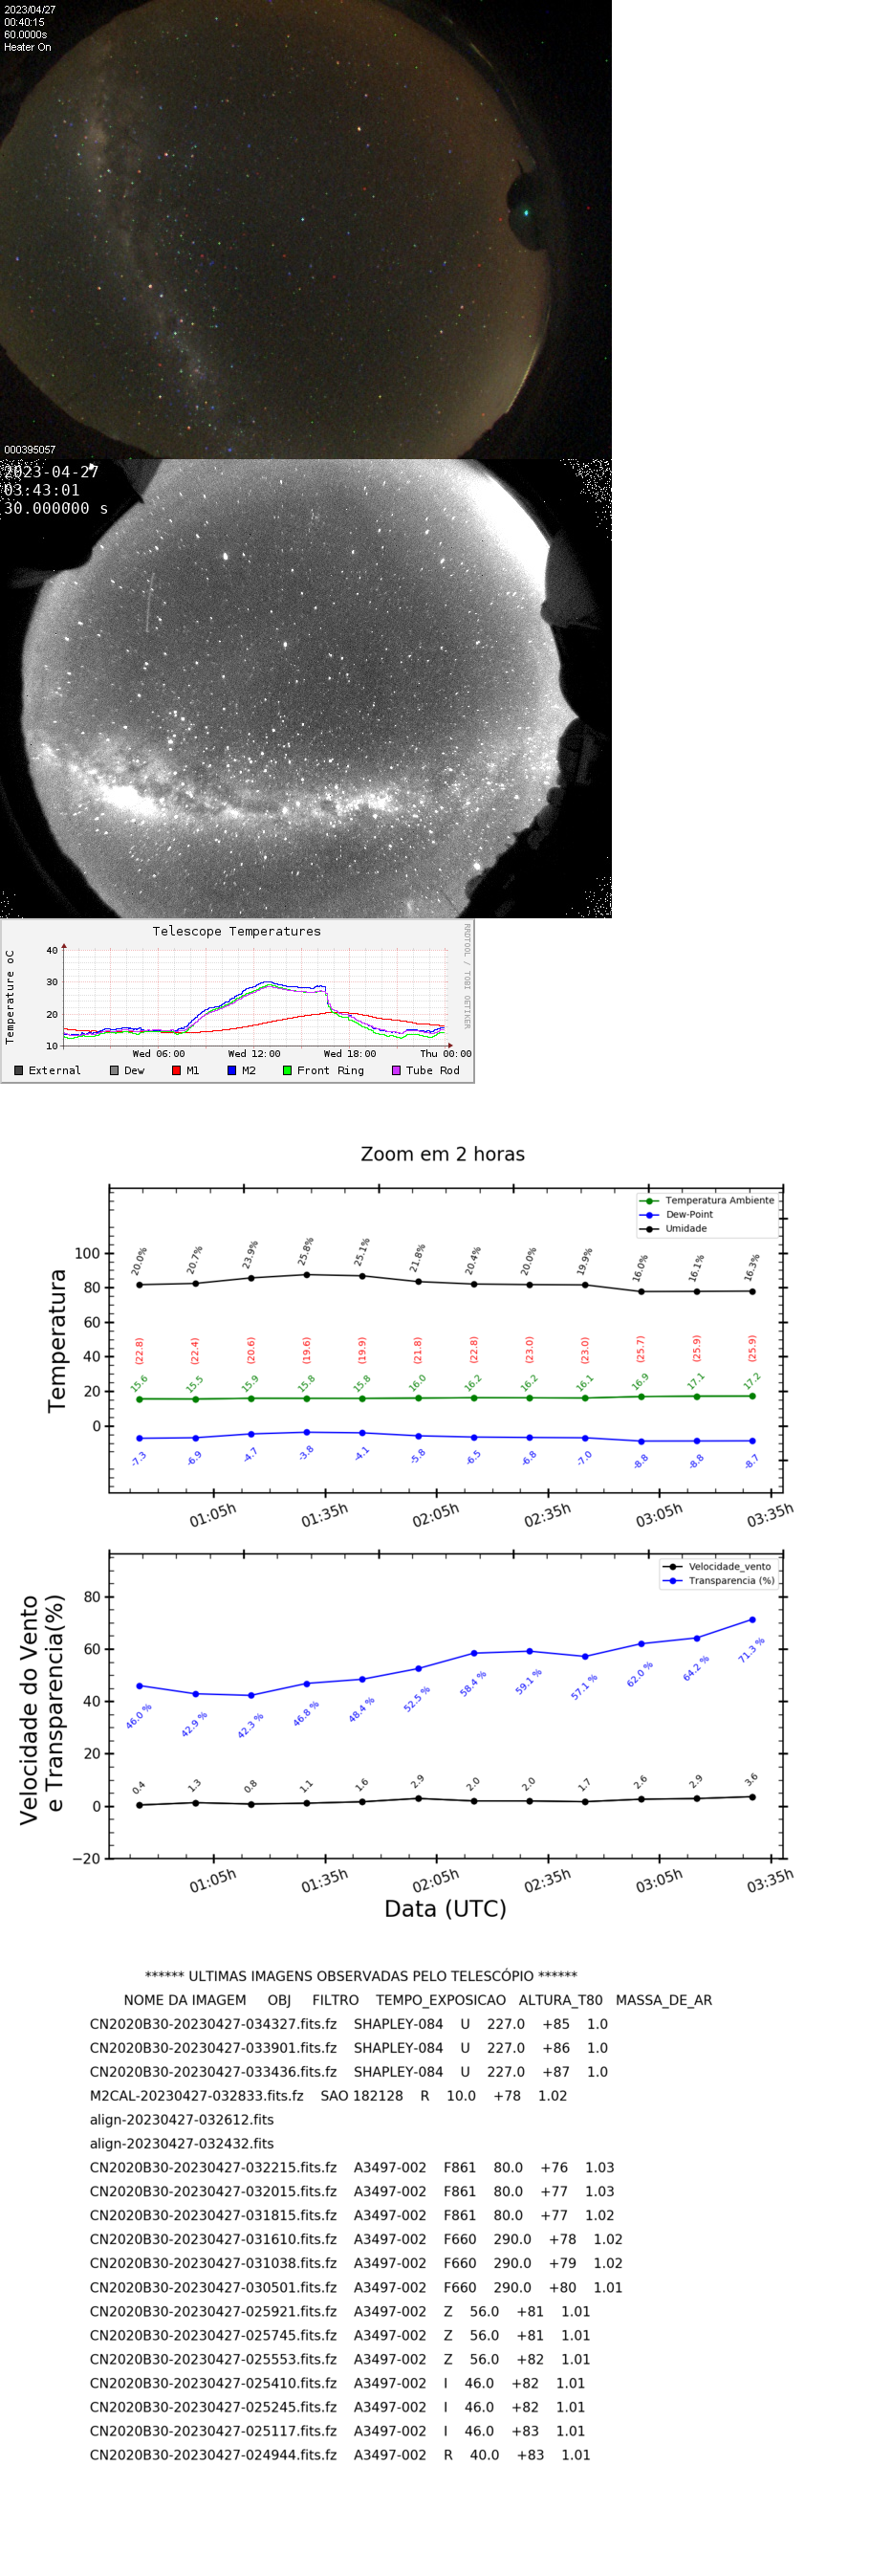 2023/04/27
00:40:15
60.0000s
Heater On
000395057
2023-04-27
03:43:01
30.000000 s
Telescope Temperatures
RRDTOOL / TOBI OETIKER
Temperature oC
40
30
20
10
Wed 06:00 Wed 12:00 Wed 18:00 Thu 00:00
External Dew M1 M2 Front Ring Tube Rod
Zoom em 2 horas
Temperatura Ambiente
Dew-Point
Umidade
Temperatura
100
80
60
40
20
0
20.0% 20.7% 23.9% 25.8% 25.1% 21.8% 20.4% 20.0% 19.9% 16.0% 16.1% 16.3%
(22.8) (22.4) (20.6) (19.6) (19.9) (21.8) (22.8) (23.0) (23.0) (25.7) (25.9) (25.9)
15.6 15.5 15.9 15.8 15.8 16.0 16.2 16.2 16.1 16.9 17.1 17.2
-7.3 -6.9 -4.7 -3.8 -4.1 -5.8 -6.5 -6.8 -7.0 -8.8 -8.8 -8.7
01:05h 01:35h 02:05h 02:35h 03:05h 03:35h
Velocidade_vento
Transparencia (%)
Velocidade do Vento
e Transparencia(%)
80
60
40
20
0
−20
46.0 % 42.9 % 42.3 % 46.8 % 48.4 % 52.5 % 58.4 % 59.1 % 57.1 % 62.0 % 64.2 % 71.3 %
0.4 1.3 0.8 1.1 1.6 2.9 2.0 2.0 1.7 2.6 2.9 3.6
01:05h 01:35h 02:05h 02:35h 03:05h 03:35h
Data (UTC)
****** ULTIMAS IMAGENS OBSERVADAS PELO TELESCÓPIO ******
NOME DA IMAGEM OBJ FILTRO TEMPO_EXPOSICAO ALTURA_T80 MASSA_DE_AR
CN2020B30-20230427-034327.fits.fz SHAPLEY-084 U 227.0 +85 1.0
CN2020B30-20230427-033901.fits.fz SHAPLEY-084 U 227.0 +86 1.0
CN2020B30-20230427-033436.fits.fz SHAPLEY-084 U 227.0 +87 1.0
M2CAL-20230427-032833.fits.fz SAO 182128 R 10.0 +78 1.02
align-20230427-032612.fits
align-20230427-032432.fits
CN2020B30-20230427-032215.fits.fz A3497-002 F861 80.0 +76 1.03
CN2020B30-20230427-032015.fits.fz A3497-002 F861 80.0 +77 1.03
CN2020B30-20230427-031815.fits.fz A3497-002 F861 80.0 +77 1.02
CN2020B30-20230427-031610.fits.fz A3497-002 F660 290.0 +78 1.02
CN2020B30-20230427-031038.fits.fz A3497-002 F660 290.0 +79 1.02
CN2020B30-20230427-030501.fits.fz A3497-002 F660 290.0 +80 1.01
CN2020B30-20230427-025921.fits.fz A3497-002 Z 56.0 +81 1.01
CN2020B30-20230427-025745.fits.fz A3497-002 Z 56.0 +81 1.01
CN2020B30-20230427-025553.fits.fz A3497-002 Z 56.0 +82 1.01
CN2020B30-20230427-025410.fits.fz A3497-002 I 46.0 +82 1.01
CN2020B30-20230427-025245.fits.fz A3497-002 I 46.0 +82 1.01
CN2020B30-20230427-025117.fits.fz A3497-002 I 46.0 +83 1.01
CN2020B30-20230427-024944.fits.fz A3497-002 R 40.0 +83 1.01